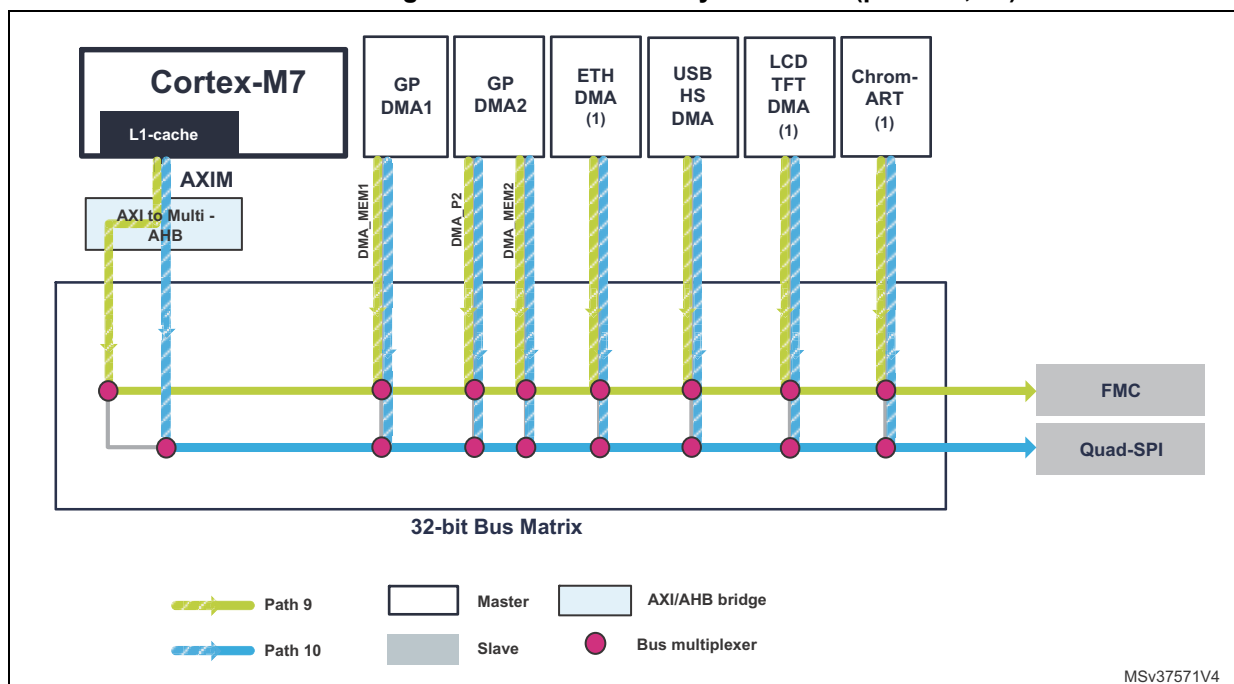 Cortex-M7
L1-cache
AXIM
AXI to Multi -
AHB
GP
DMA1
GP
DMA2
ETH
DMA
(1)
USB
HS
DMA
LCD
TFT
DMA
(1)
Chrom-
ART
(1)
DMA_MEM1
DMA_P2
DMA_MEM2
FMC
Quad-SPI
32-bit Bus Matrix
Path 9
Master
AXI/AHB bridge
Path 10
Slave
Bus multiplexer
MSv37571V4